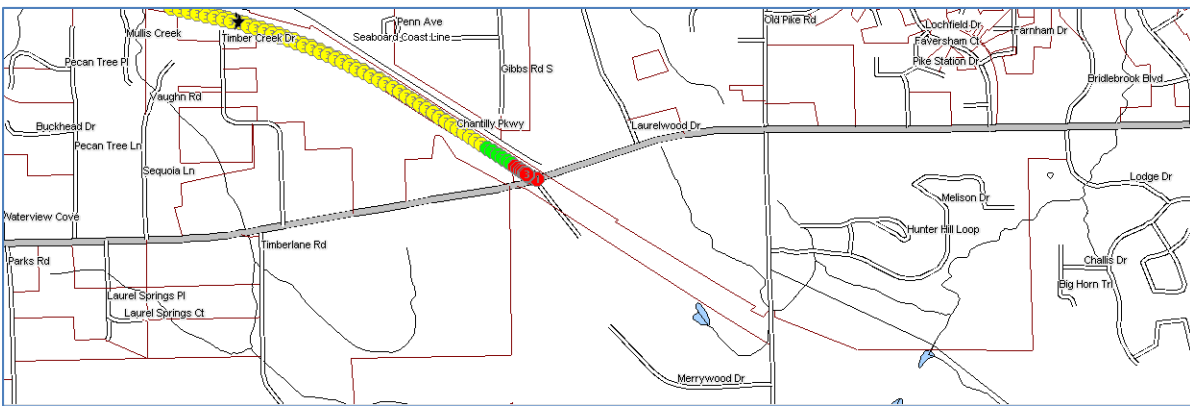 Penn Ave
Old Pike Rd
Lochfield Dr
Farnham Dr
Mullis Creek
Timber Creek Dr
Seaboard Coast Line
Faversham Ct
Pecan Tree Pl
Gibbs Rd S
Pike Station Dr
Bridlebrook Blvd
Vaughn Rd
Buckhead Dr
Chantilly Pkwy
Laurelwood Dr
Pecan Tree Ln
Sequoia Ln
Lodge Dr
Melison Dr
Waterview Cove
Hunter Hill Loop
Timberlane Rd
Parks Rd
Challis Dr
Big Horn Trl
Laurel Springs Pl
Laurel Springs Ct
Merrywood Dr